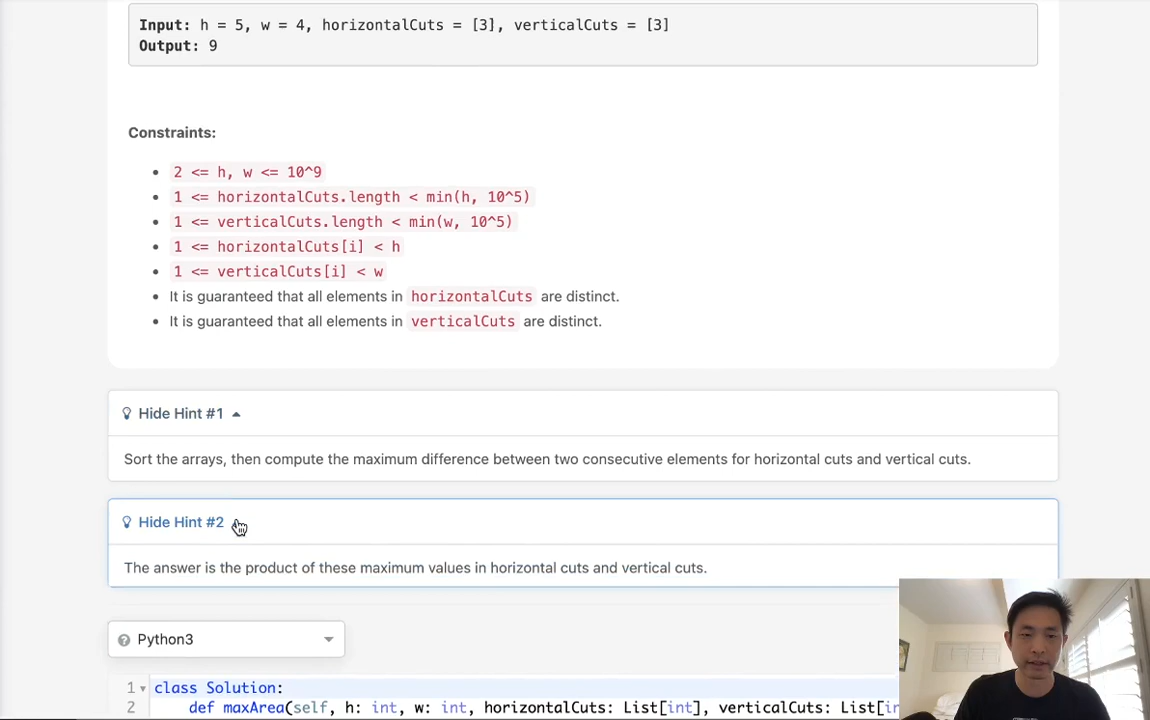 Input: h = 5, w = 4, horizontalCuts = [3], verticalCuts = [3]
Output: 9
Constraints:
2 <= h, w <= 10^9
1 <= horizontalCuts.length < min(h, 10^5)
1 <= verticalCuts.length < min(w, 10^5)
1 <= horizontalCuts[i] < h
1 <= verticalCuts[i] < w
It is guaranteed that all elements in horizontalCuts are distinct.
It is guaranteed that all elements in verticalCuts are distinct.
Hide Hint #1
Sort the arrays, then compute the maximum difference between two consecutive elements for horizontal cuts and vertical cuts.
Hide Hint #2
The answer is the product of these maximum values in horizontal cuts and vertical cuts.
Python3
1 class Solution:
2 def maxArea(self, h: int, w: int, horizontalCuts: List[int], verticalCuts: List[in